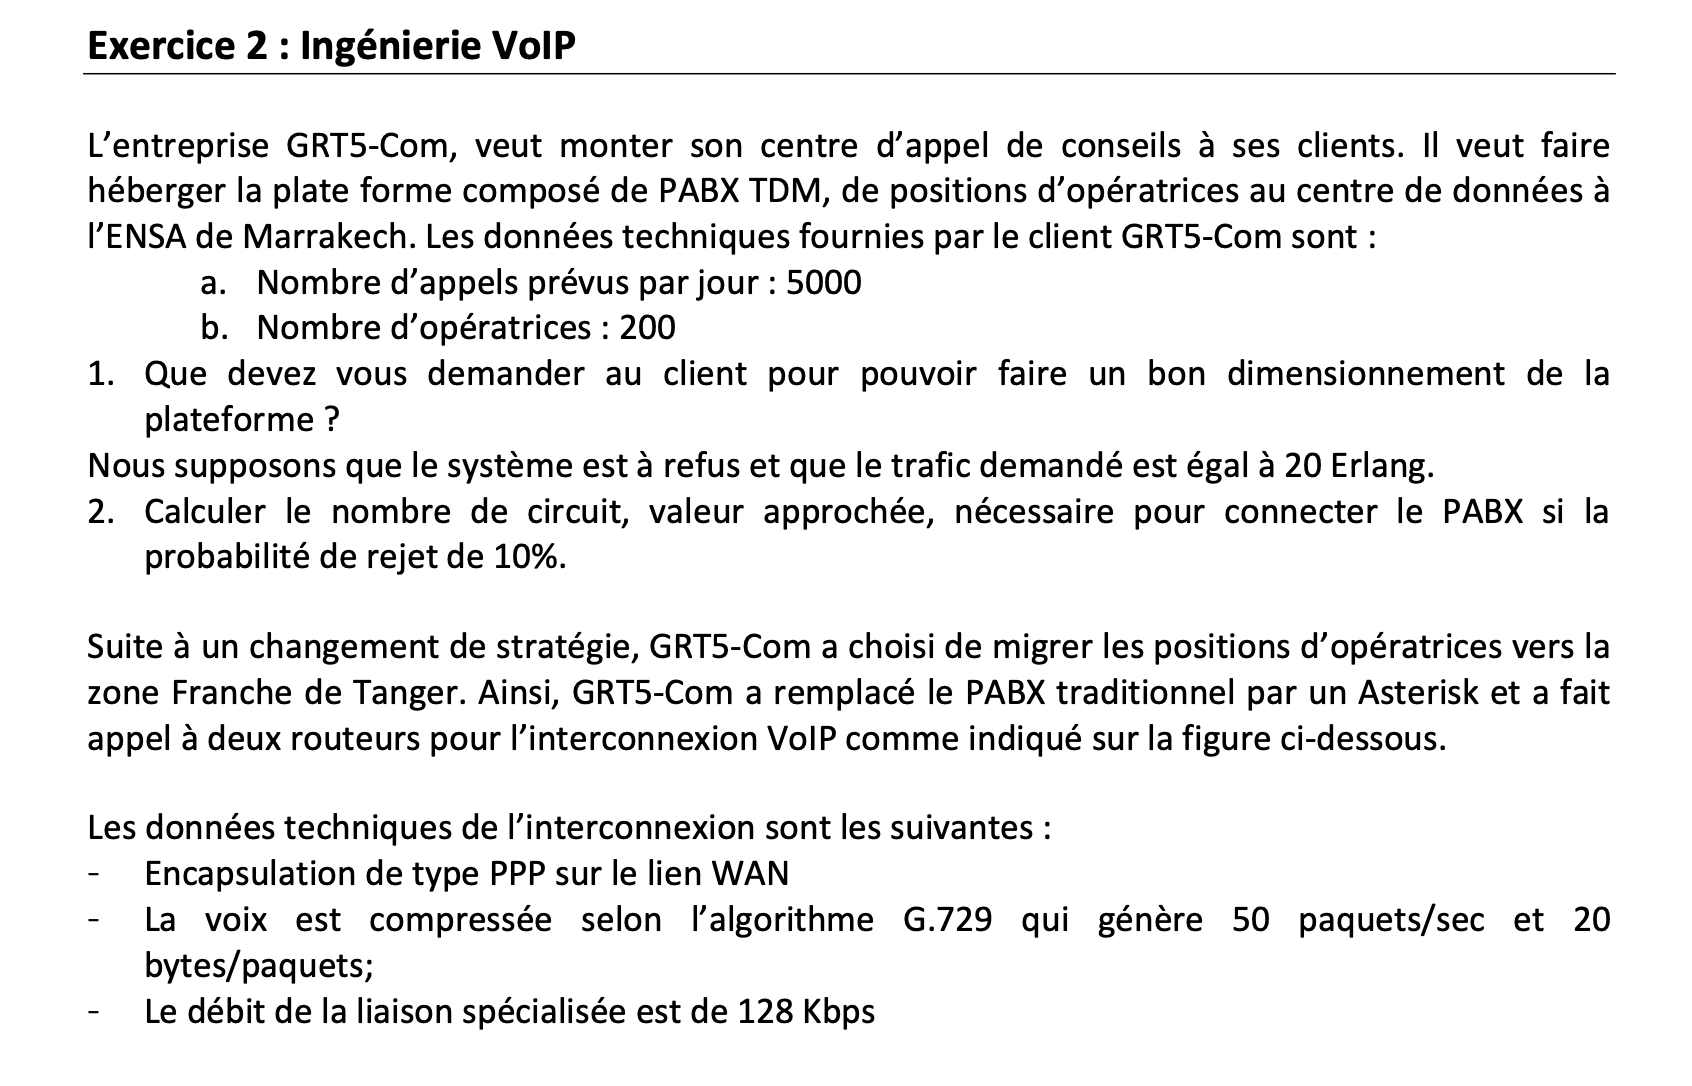 Exercice 2 : Ingénierie VoIP
L’entreprise GRT5-Com, veut monter son centre d’appel de conseils à ses clients. Il veut faire
héberger la plate forme composé de PABX TDM, de positions d’opératrices au centre de données à
l’ENSA de Marrakech. Les données techniques fournies par le client GRT5-Com sont :
a. Nombre d’appels prévus par jour : 5000
b. Nombre d’opératrices : 200
1. Que devez vous demander au client pour pouvoir faire un bon dimensionnement de la
plateforme ?
Nous supposons que le système est à refus et que le trafic demandé est égal à 20 Erlang.
2. Calculer le nombre de circuit, valeur approchée, nécessaire pour connecter le PABX si la
probabilité de rejet de 10%.
Suite à un changement de stratégie, GRT5-Com a choisi de migrer les positions d’opératrices vers la
zone Franche de Tanger. Ainsi, GRT5-Com a remplacé le PABX traditionnel par un Asterisk et a fait
appel à deux routeurs pour l’interconnexion VoIP comme indiqué sur la figure ci-dessous.
Les données techniques de l’interconnexion sont les suivantes :
- Encapsulation de type PPP sur le lien WAN
- La voix est compressée selon l’algorithme G.729 qui génère 50 paquets/sec et 20
bytes/paquets;
- Le débit de la liaison spécialisée est de 128 Kbps